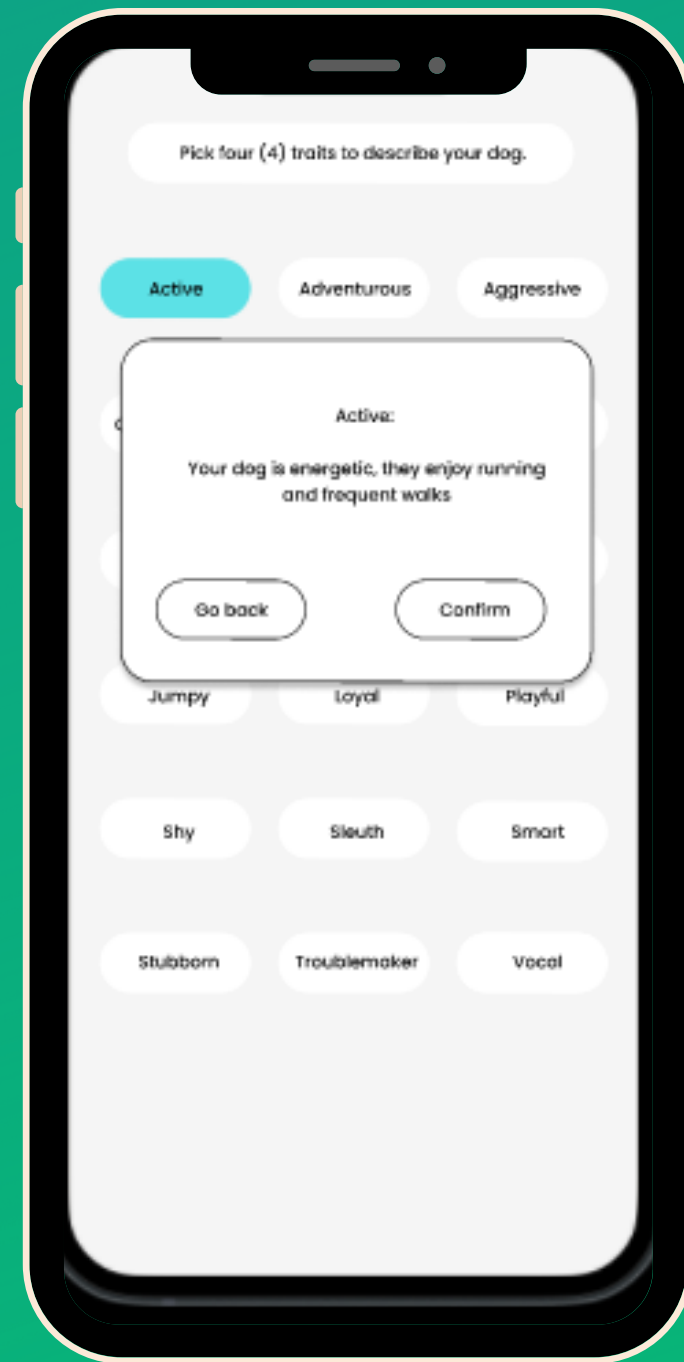 Pick four (4) traits to describe your dog.
Active Adventurous Aggressive
Active:
Your dog is energetic, they enjoy running
and frequent walks
Go back Confirm
Jumpy Loyal Playful
Shy Sleuth Smart
Stubborn Troublemaker Vocal